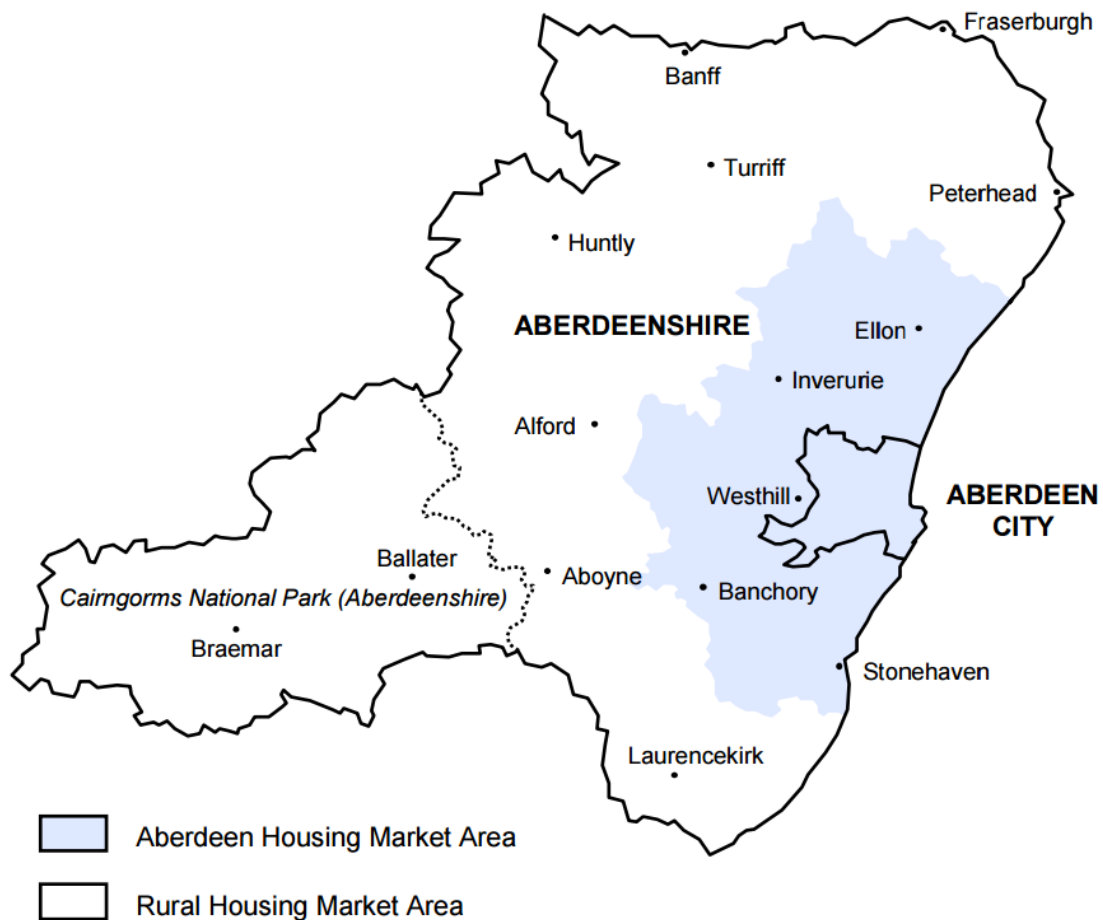 Fraserburgh
Banff
Turriff
Peterhead
Huntly
ABERDEENSHIRE
Ellon
Inverurie
Alford
Westhill
ABERDEEN
CITY
Ballater
Aboyne
Banchory
Cairngorms National Park (Aberdeenshire)
Braemar
Stonehaven
Laurencekirk
Aberdeen Housing Market Area
Rural Housing Market Area